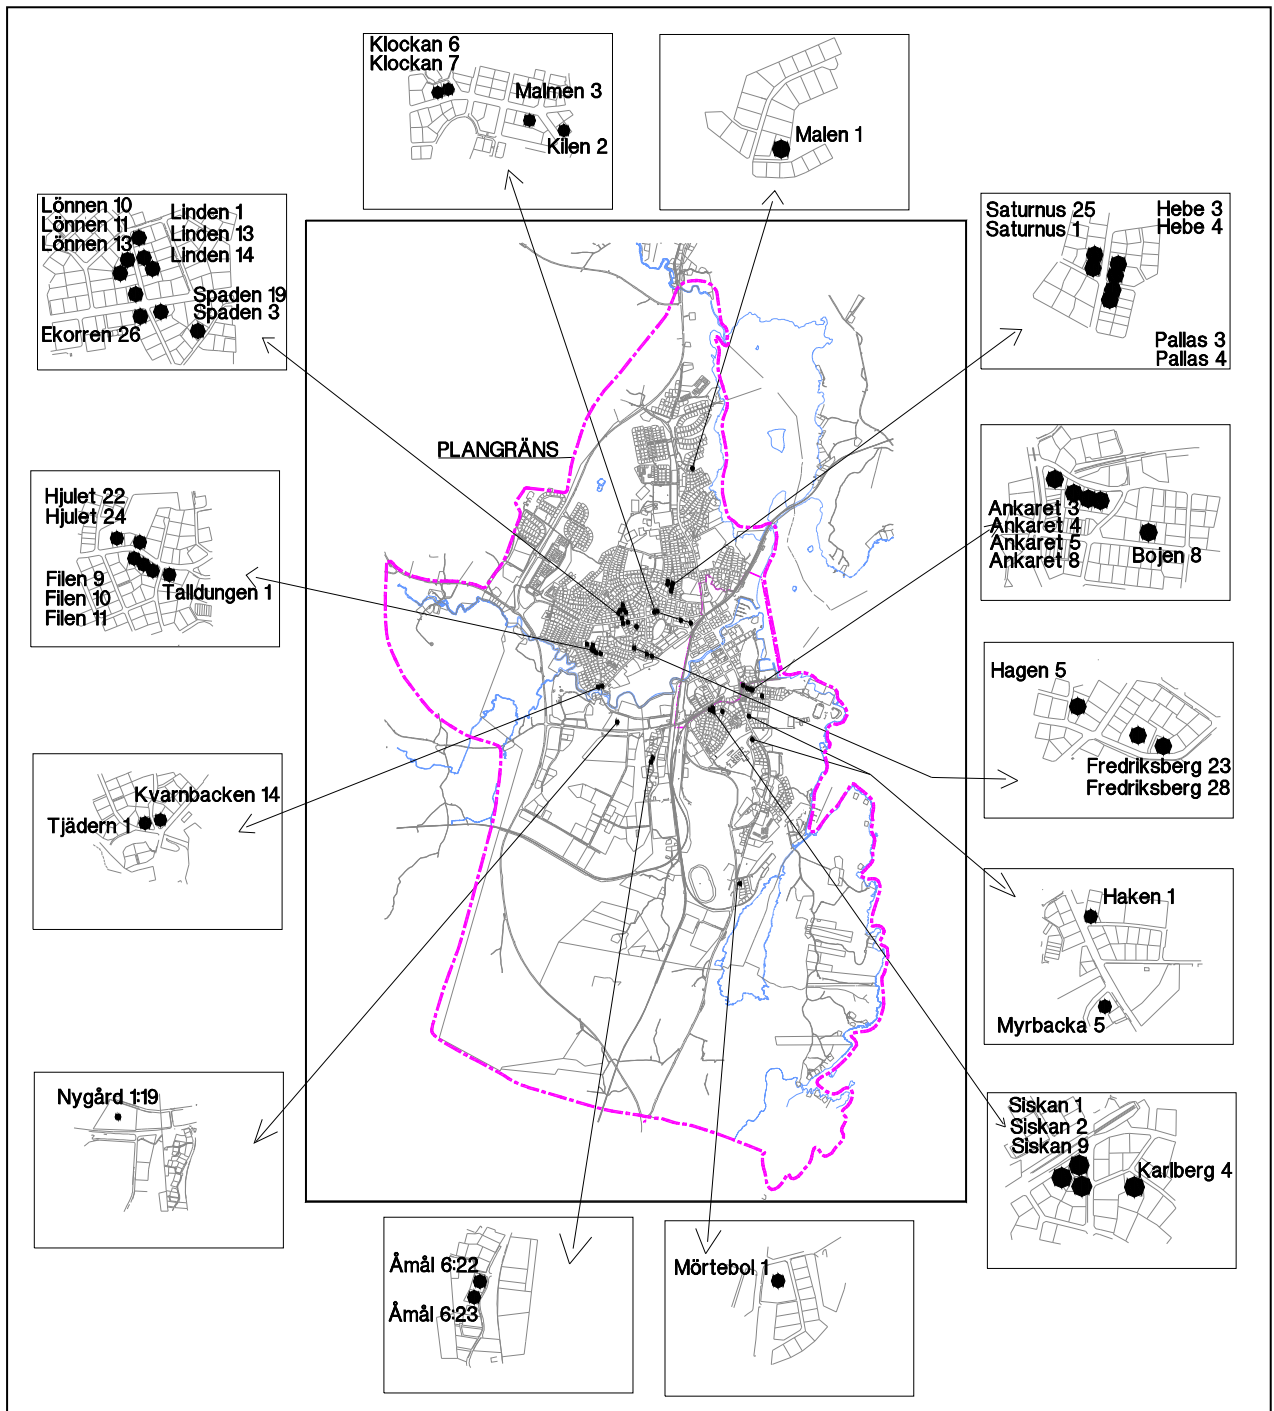 Klockan 6
Klockan 7
Malmen 3
Kilen 2
Malen 1
Lönnen 10
Lönnen 11
Lönnen 13
Linden 1
Linden 13
Linden 14
Spaden 19
Spaden 3
Ekorren 26
Saturnus 25
Saturnus 1
Hebe 3
Hebe 4
Pallas 3
Pallas 4
PLANGRÄNS
Hjulet 22
Hjulet 24
Filen 9
Filen 10
Filen 11
Talldungen 1
Ankaret 3
Ankaret 4
Ankaret 5
Ankaret 8
Bojen 8
Hagen 5
Fredriksberg 23
Fredriksberg 28
Kvarnbacken 14
Tjädern 1
Haken 1
Myrbacka 5
Nygård 1:19
Siskan 1
Siskan 2
Siskan 9
Karlberg 4
Åmål 6:22
Åmål 6:23
Mörtebol 1